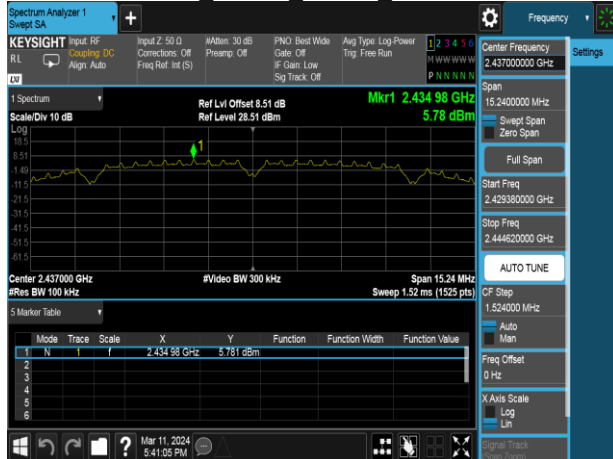 Spectrum Analyzer 1
Swept SA
+
Frequency
KEYSIGHT
RL
Input: RF
Coupling: DC
Align: Auto
Input Z: 50 Ω
Corrections: Off
Freq Ref: Int (S)
#Atten: 30 dB
Preamp: Off
PNO: Best Wide
Gate: Off
IF Gain: Low
Sig Track: Off
Avg Type: Log-Power
Trig: Free Run
1 2 3 4 5 6
M W W W W W
P N N N N N
Center Frequency
2.437000000 GHz
Settings
Span
15.2400000 MHz
Swept Span
Zero Span
Full Span
Start Freq
2.429380000 GHz
Stop Freq
2.444620000 GHz
AUTO TUNE
CF Step
1.524000 MHz
Auto
Man
Freq Offset
0 Hz
X Axis Scale
Log
Lin
Signal Track
(Span Zoom)
1 Spectrum
Scale/Div 10 dB
Ref Lvl Offset 8.51 dB
Ref Level 28.51 dBm
Mkr1 2.434 98 GHz
5.78 dBm
Log
18.5
8.51
-1.49
-11.5
-21.5
-31.5
-41.5
-51.5
-61.5
1
Center 2.437000 GHz
#Res BW 100 kHz
#Video BW 300 kHz
Span 15.24 MHz
Sweep 1.52 ms (1525 pts)
5 Marker Table
Mode Trace Scale X Y Function Function Width Function Value
1 N 1 f 2.434 98 GHz 5.781 dBm
2
3
4
5
6
?
Mar 11, 2024
5:41:05 PM